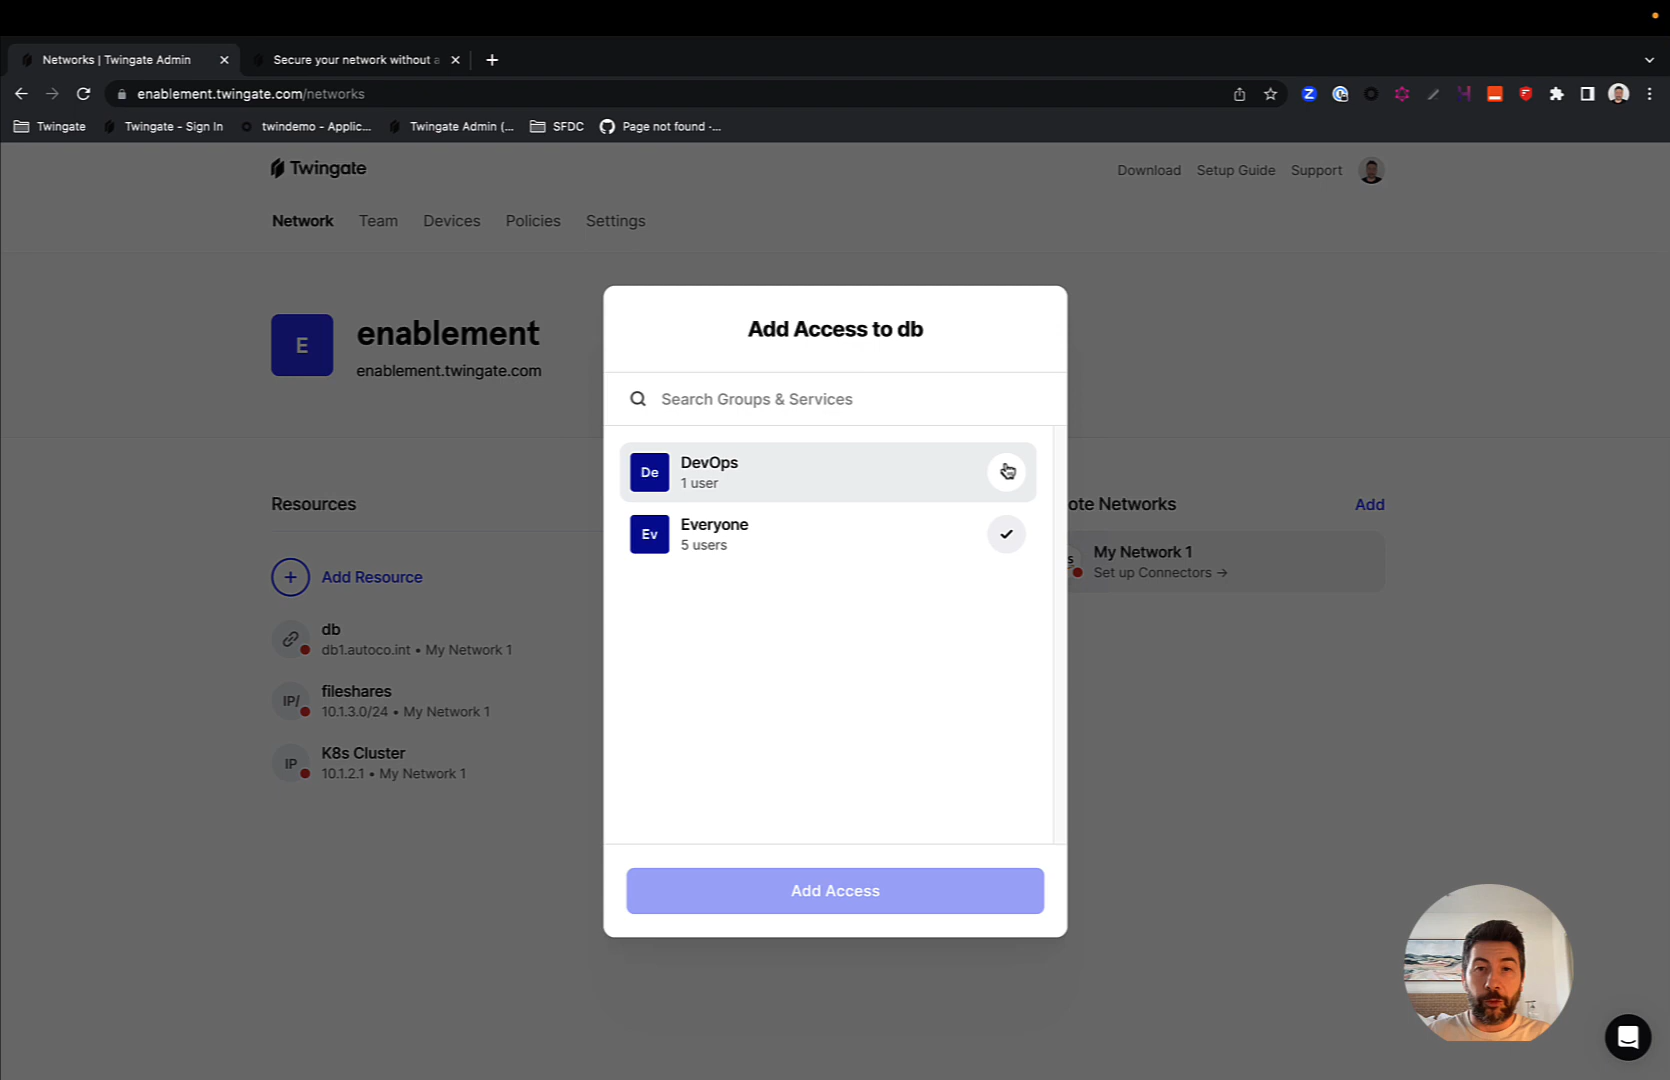 Networks | Twingate Admin
Secure your network without a
enablement.twingate.com/networks
Twingate
Twingate - Sign In
twindemo - Applic...
Twingate Admin (...
SFDC
Page not found ·...
Twingate
Download
Setup Guide
Support
Network
Team
Devices
Policies
Settings
E
enablement
enablement.twingate.com
Add Access to db
Search Groups & Services
De
DevOps
1 user
Ev
Everyone
5 users
Add Access
Resources
Add Resource
db
db1.autoco.int • My Network 1
IP/
fileshares
10.1.3.0/24 • My Network 1
IP
K8s Cluster
10.1.2.1 • My Network 1
ote Networks
Add
s
My Network 1
Set up Connectors →